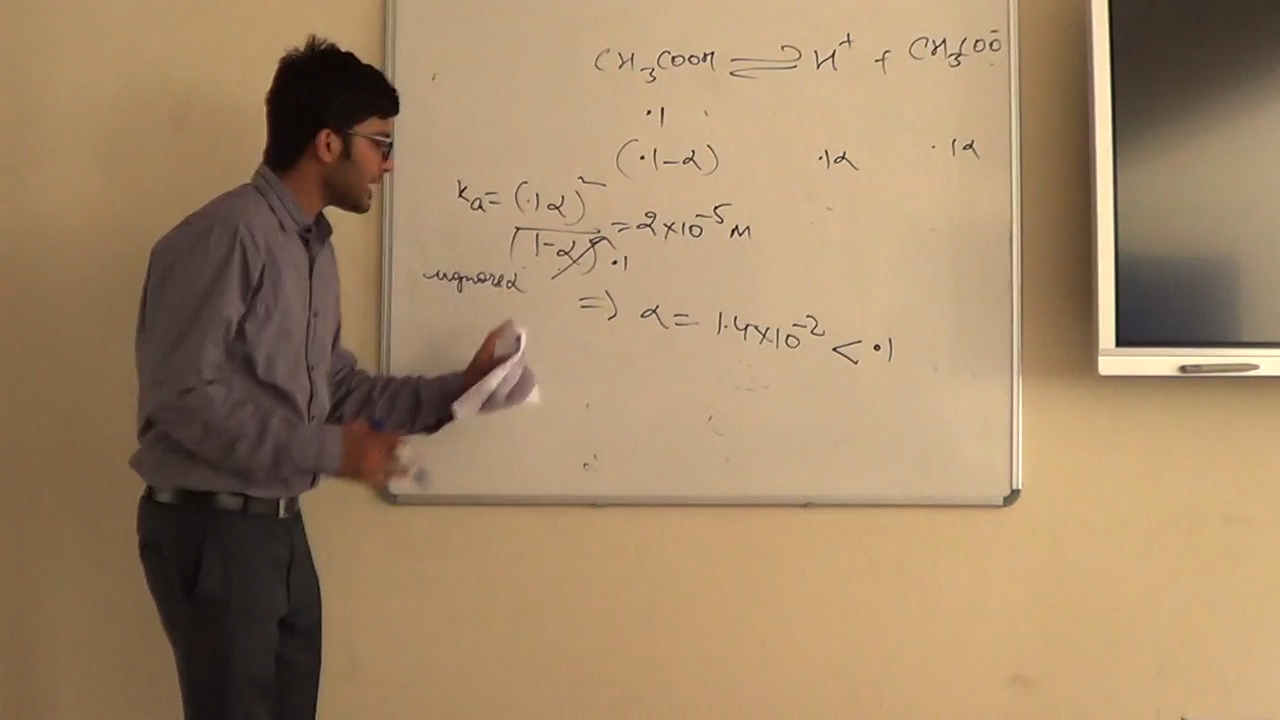 CH₃COOH ⇌ H⁺ + CH₃COO⁻
·1
(·1-α) ·1α ·1α
Ka = (·1α)² / (1-α)·1 = 2×10⁻⁵ M
ignored
⇒ α = 1.4×10⁻² < ·1